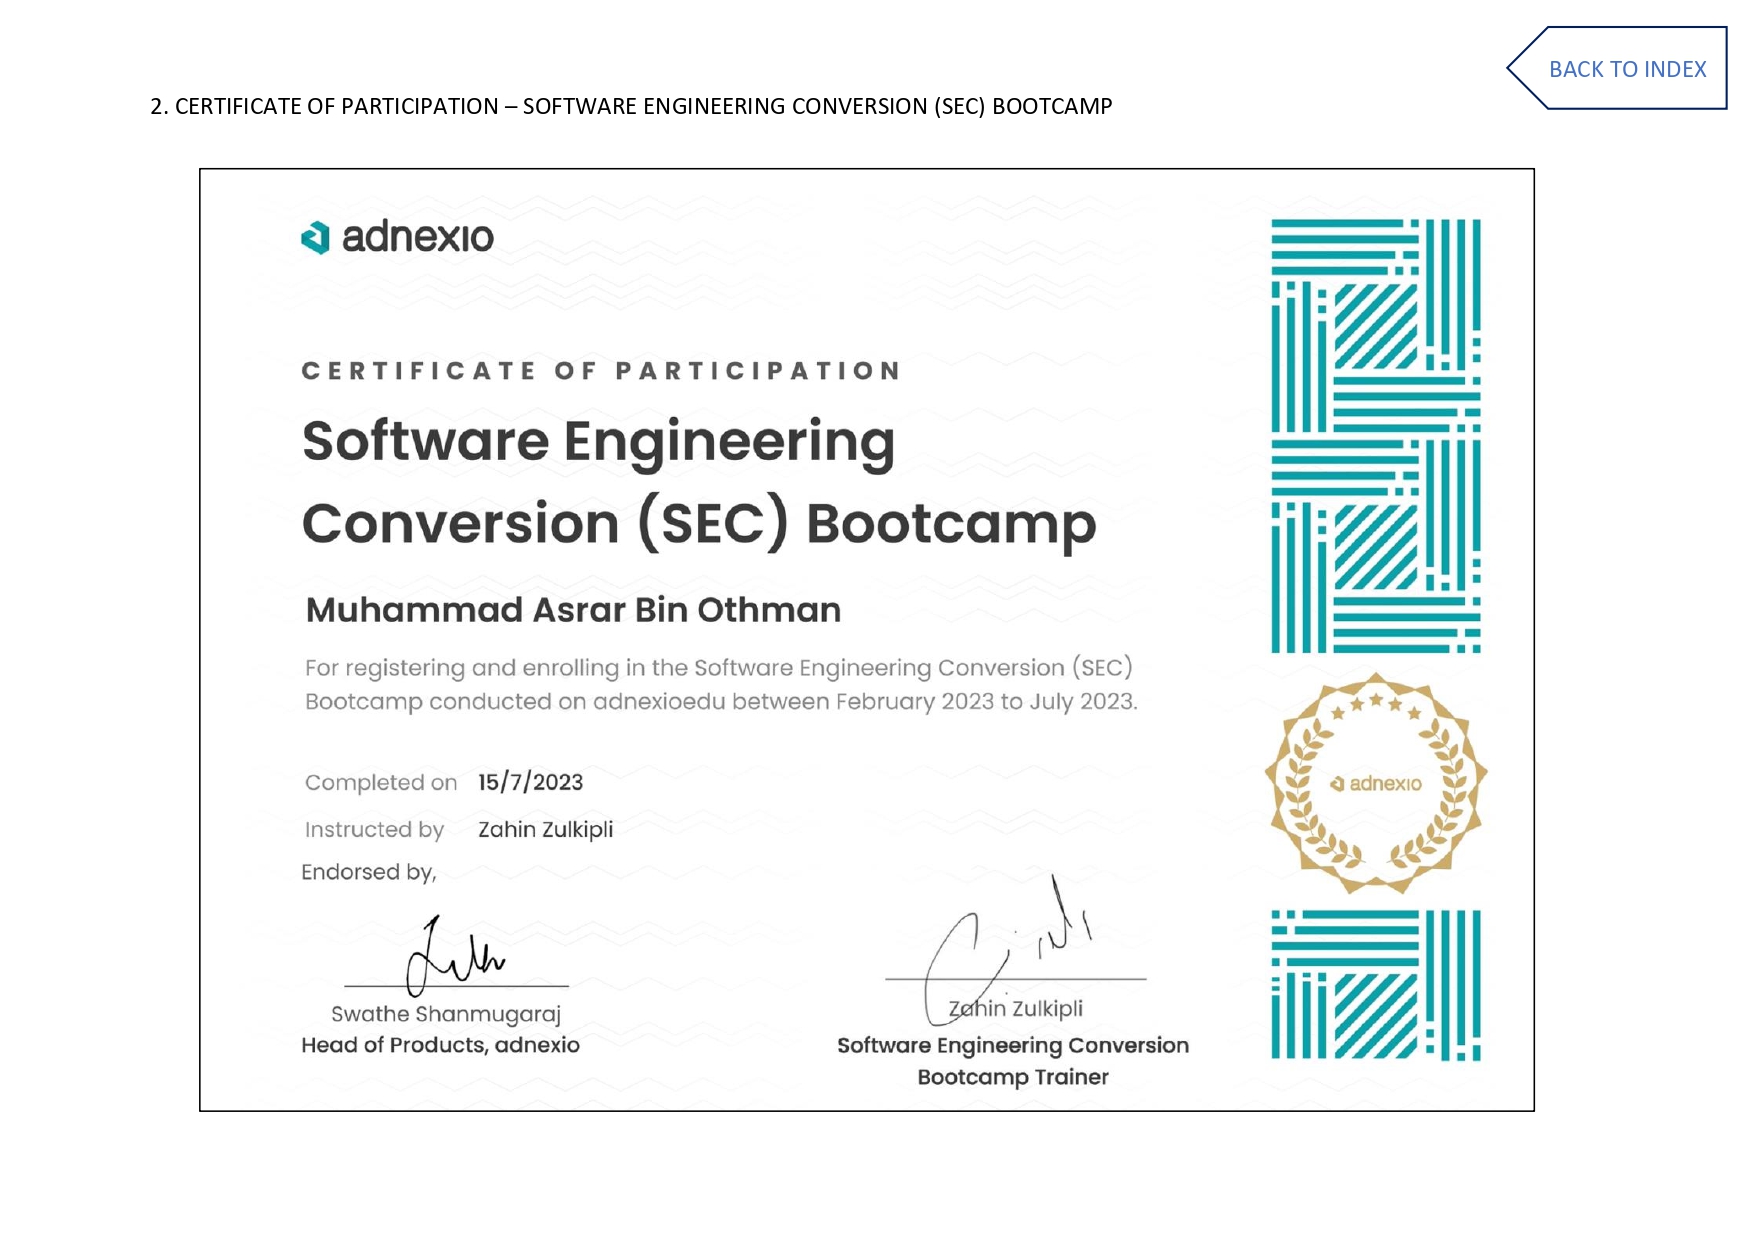 BACK TO INDEX
2. CERTIFICATE OF PARTICIPATION – SOFTWARE ENGINEERING CONVERSION (SEC) BOOTCAMP
adnexio
CERTIFICATE OF PARTICIPATION
Software Engineering
Conversion (SEC) Bootcamp
Muhammad Asrar Bin Othman
For registering and enrolling in the Software Engineering Conversion (SEC)
Bootcamp conducted on adnexioedu between February 2023 to July 2023.
adnexio
Completed on 15/7/2023
Instructed by Zahin Zulkipli
Endorsed by,
Swathe Shanmugaraj
Head of Products, adnexio
Zahin Zulkipli
Software Engineering Conversion
Bootcamp Trainer